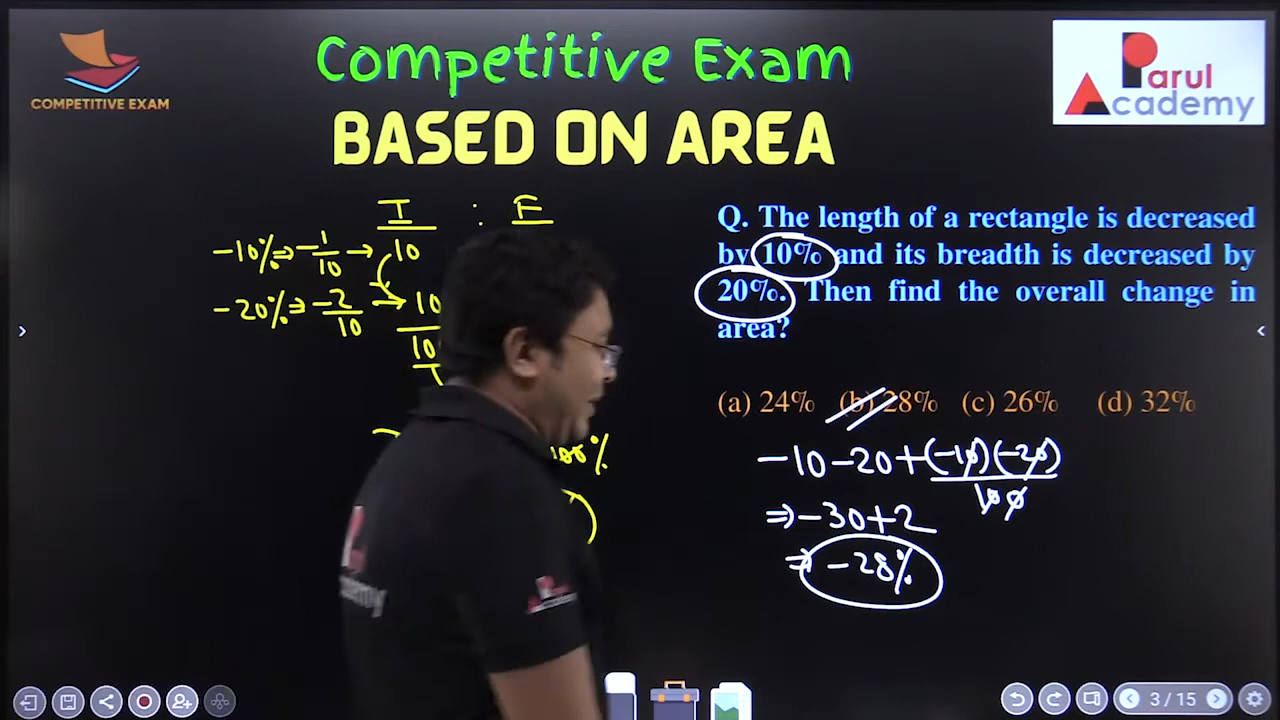 Competitive Exam
COMPETITIVE EXAM
Parul
Academy
BASED ON AREA
I : F
-10% ⇒ -1/10 → 10
-20% ⇒ -2/10 → 10
10
100%
Q. The length of a rectangle is decreased
by 10% and its breadth is decreased by
20%. Then find the overall change in
area?
(a) 24% (b) 28% (c) 26% (d) 32%
-10-20+(-10)(-20)
100
⇒ -30+2
⇒ -28%
3 / 15